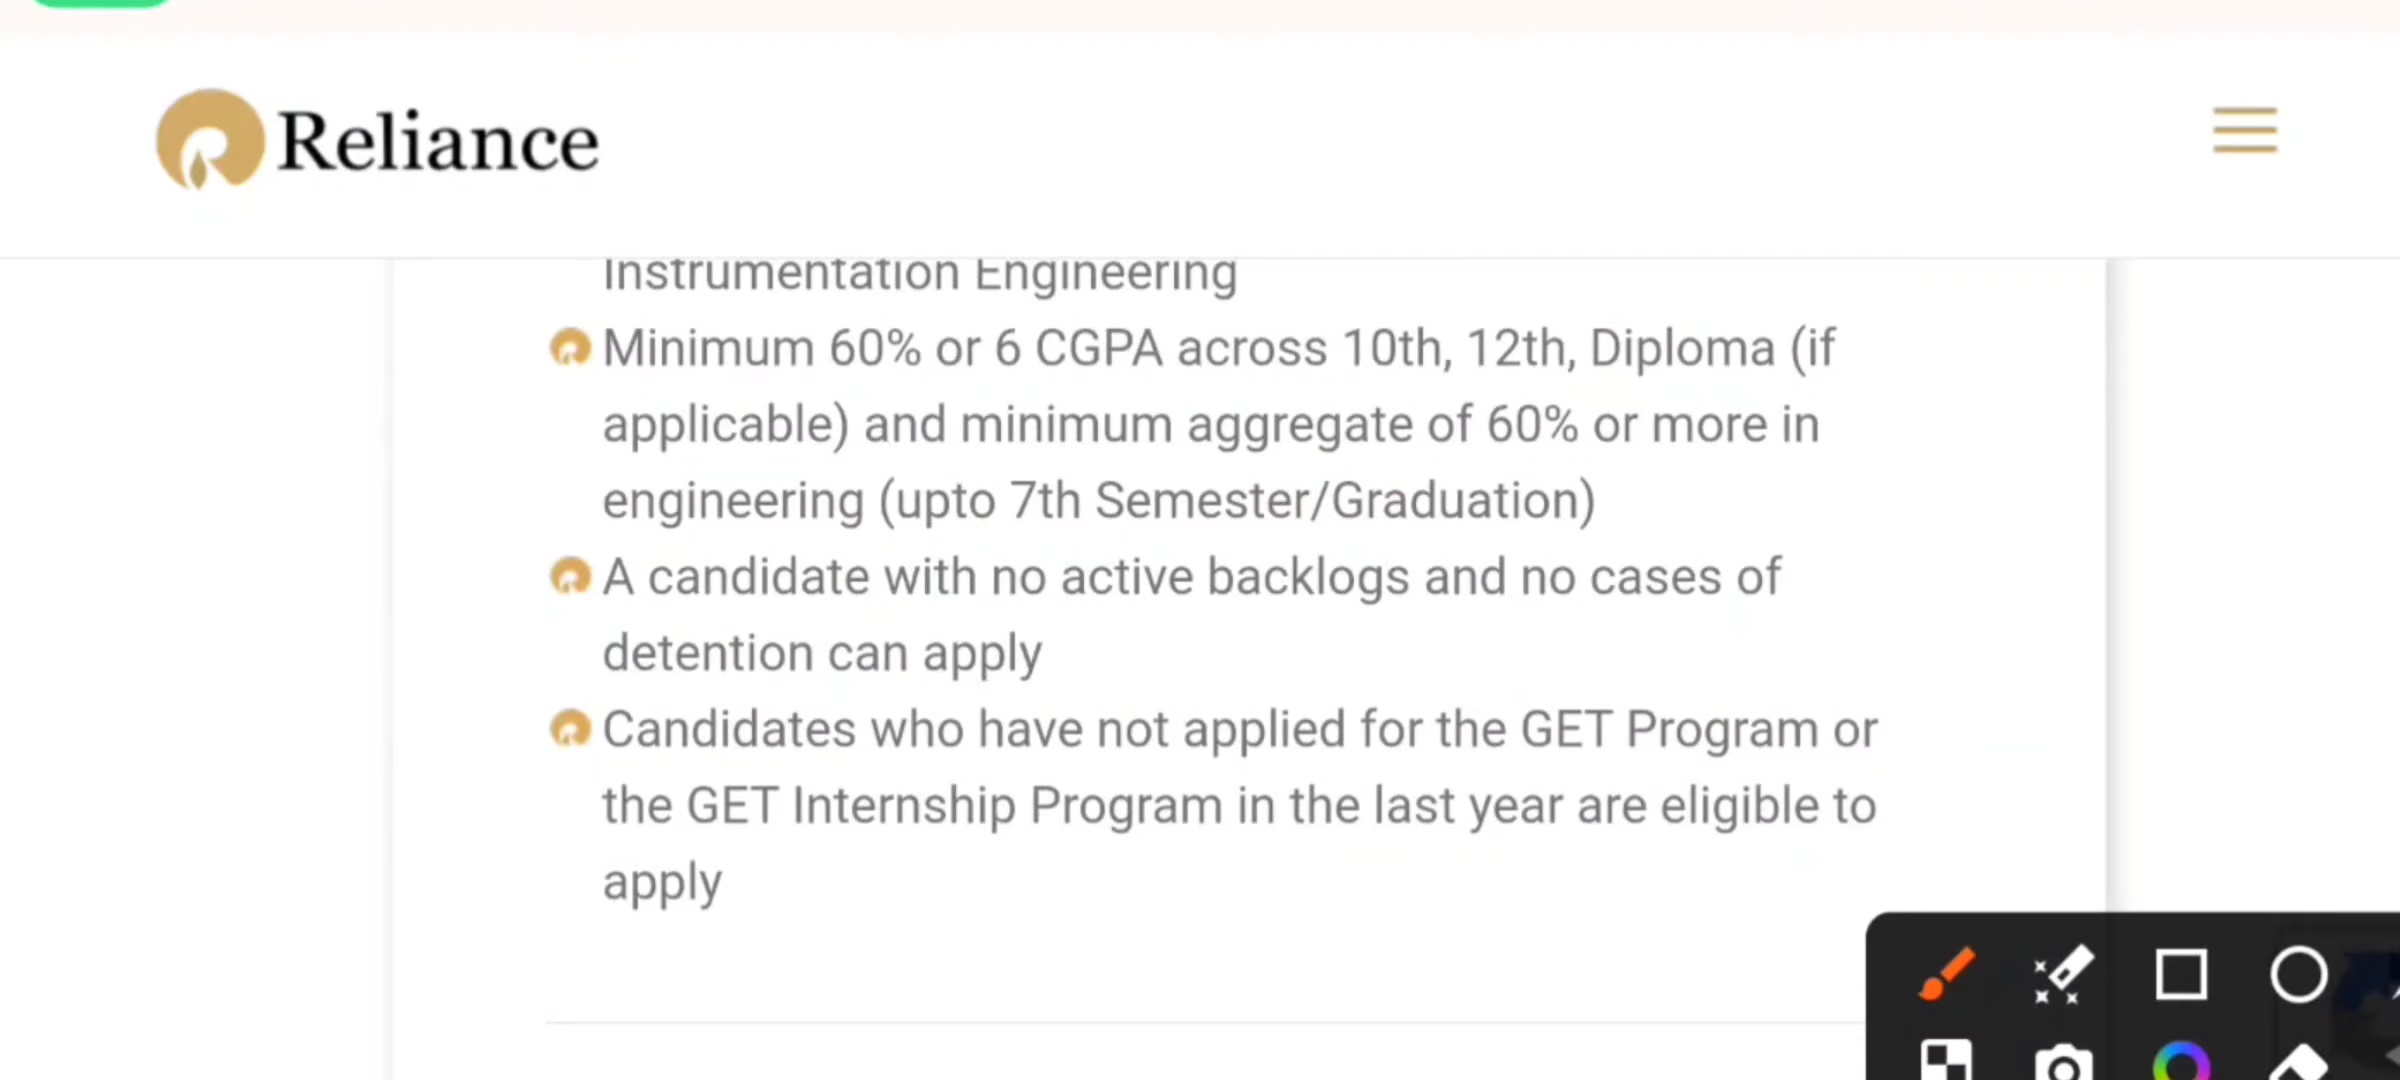 Reliance
Instrumentation Engineering
Minimum 60% or 6 CGPA across 10th, 12th, Diploma (if
applicable) and minimum aggregate of 60% or more in
engineering (upto 7th Semester/Graduation)
A candidate with no active backlogs and no cases of
detention can apply
Candidates who have not applied for the GET Program or
the GET Internship Program in the last year are eligible to
apply